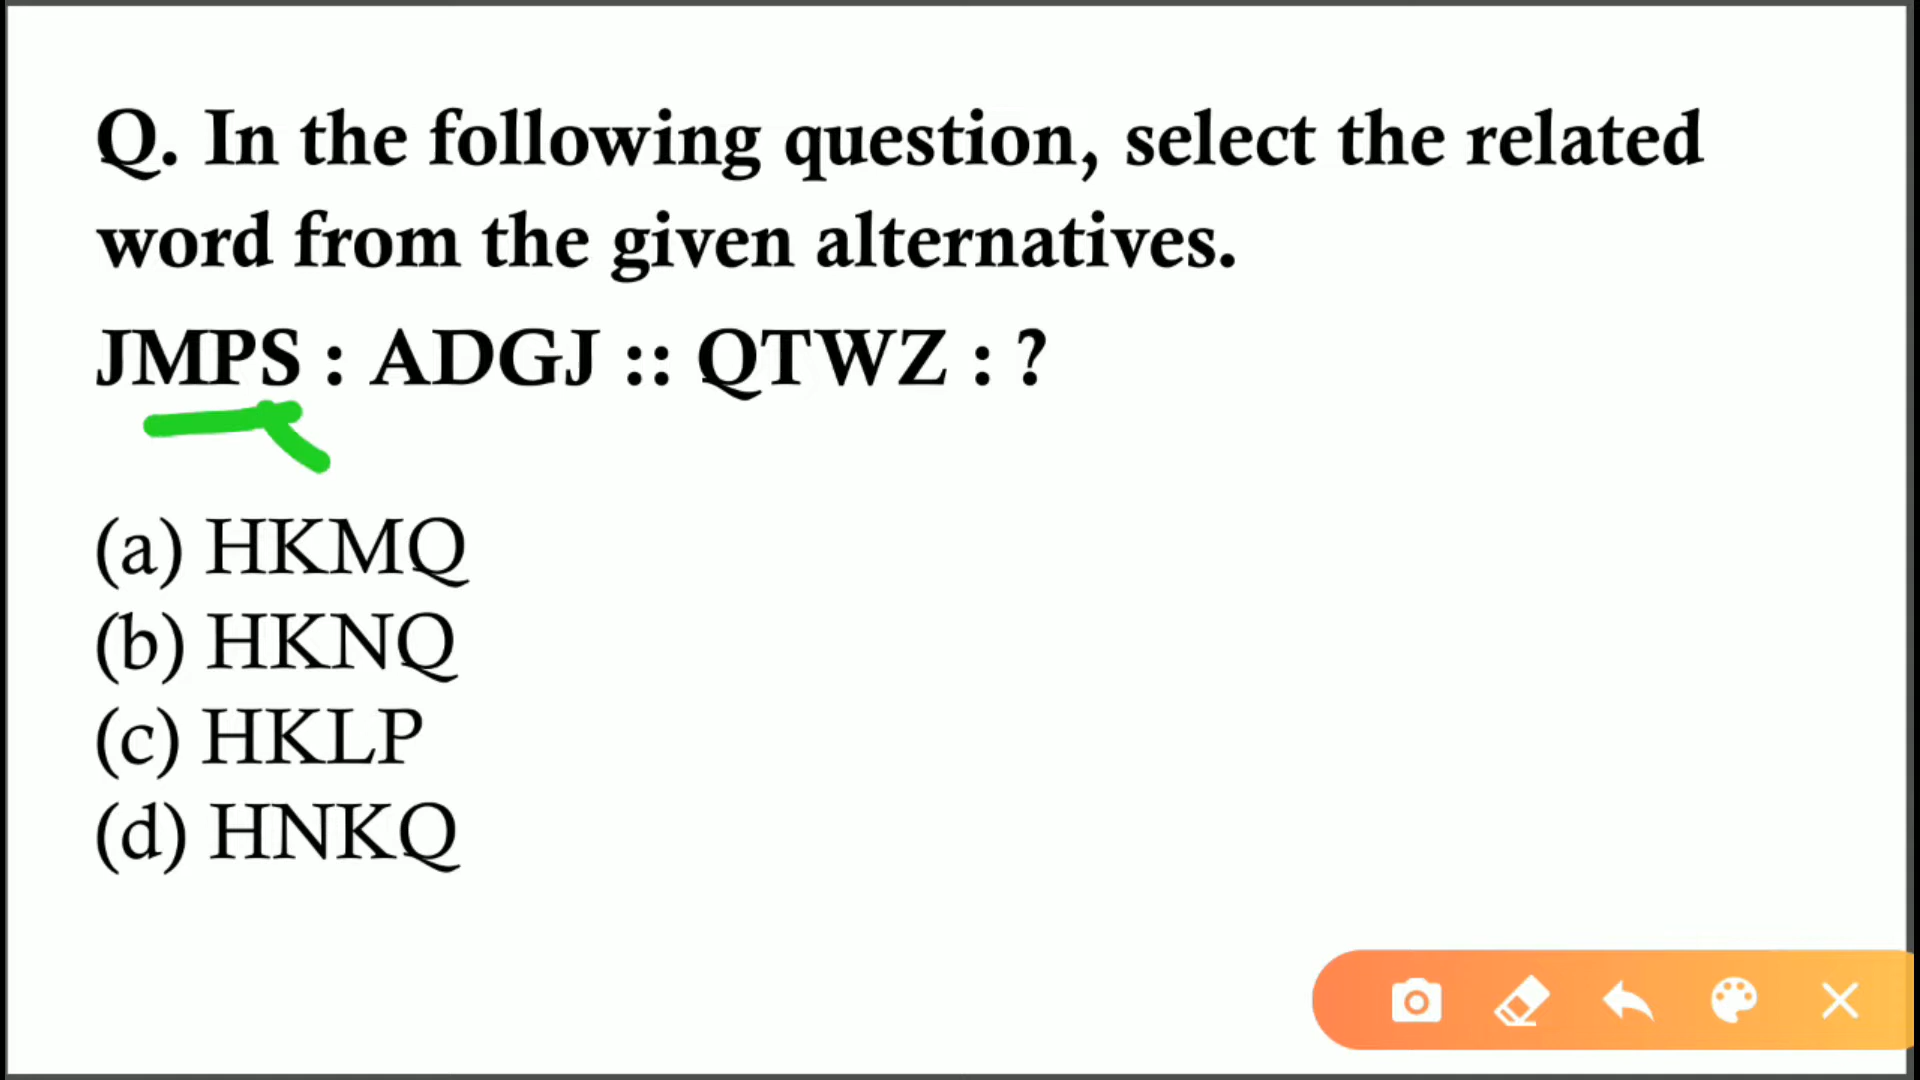 Q. In the following question, select the related
word from the given alternatives.
JMPS : ADGJ :: QTWZ : ?
(a) HKMQ
(b) HKNQ
(c) HKLP
(d) HNKQ